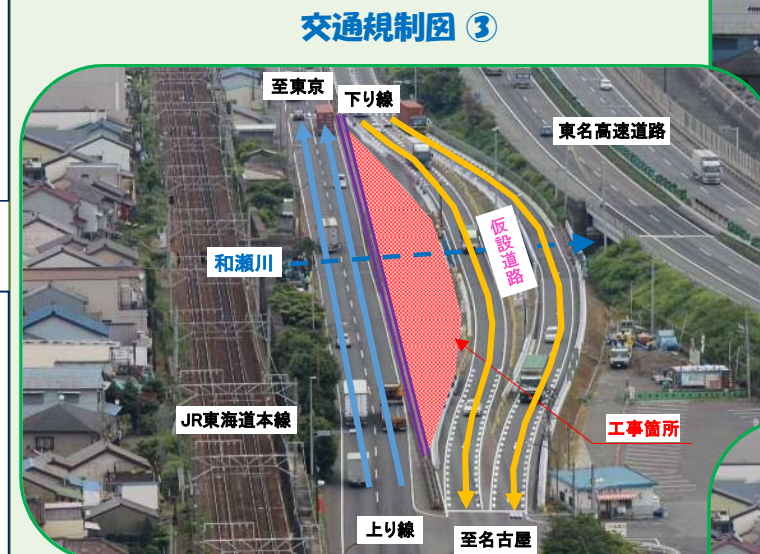 交通規制図 ③
至東京
下り線
東名高速道路
仮設道路
和瀬川
JR東海道本線
工事箇所
上り線
至名古屋